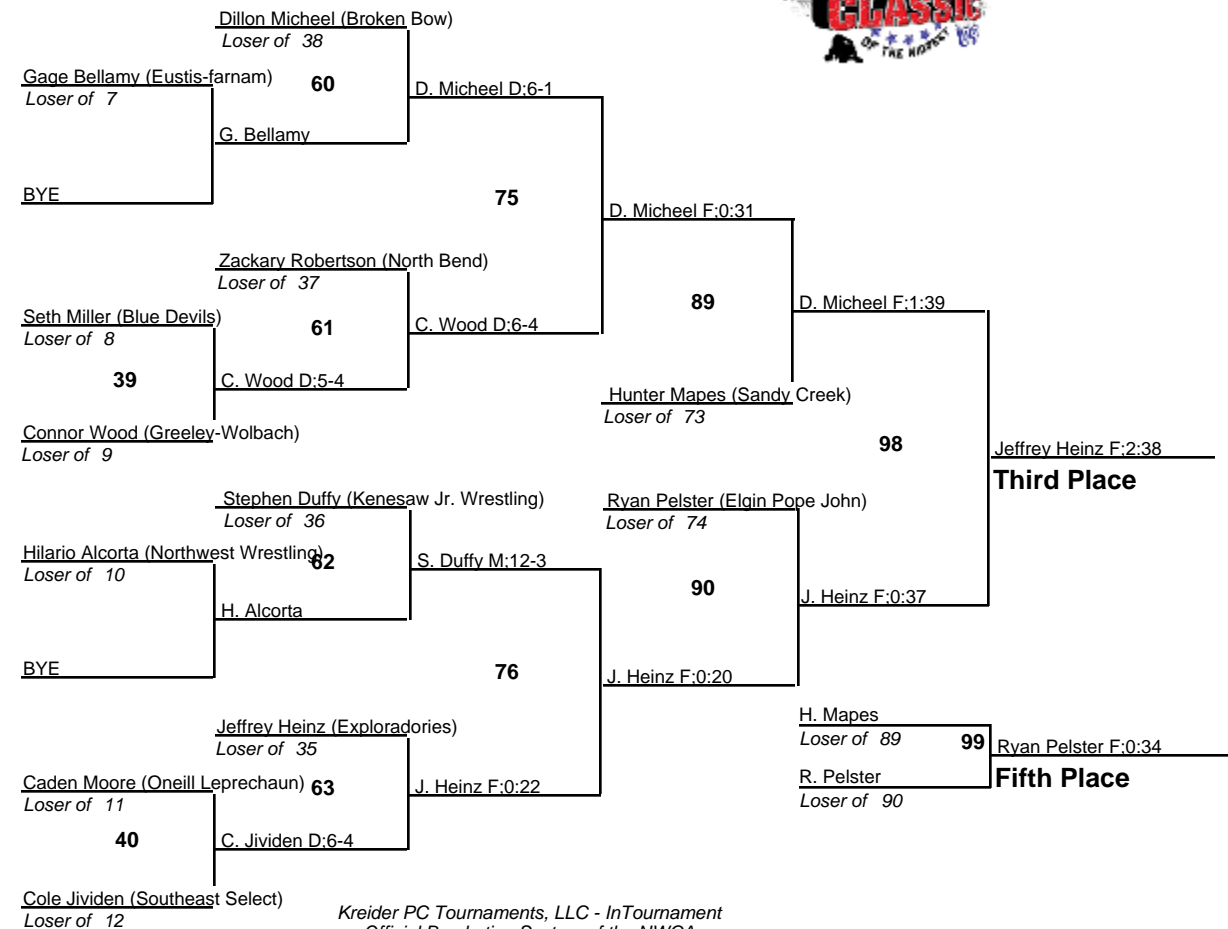 CLASSIC
OF THE MIDWEST
Dillon Micheel (Broken Bow)
Loser of 38
Gage Bellamy (Eustis-farnam)
Loser of 7
60
D. Micheel D;6-1
G. Bellamy
BYE
75
D. Micheel F;0:31
Zackary Robertson (North Bend)
Loser of 37
Seth Miller (Blue Devils)
Loser of 8
61
C. Wood D;6-4
89
D. Micheel F;1:39
39
C. Wood D;5-4
Hunter Mapes (Sandy Creek)
Loser of 73
Connor Wood (Greeley-Wolbach)
Loser of 9
98
Jeffrey Heinz F;2:38
Third Place
Stephen Duffy (Kenesaw Jr. Wrestling)
Loser of 36
Ryan Pelster (Elgin Pope John)
Loser of 74
Hilario Alcorta (Northwest Wrestling)
Loser of 10
62
S. Duffy M;12-3
90
J. Heinz F;0:37
H. Alcorta
BYE
76
J. Heinz F;0:20
Jeffrey Heinz (Exploradories)
Loser of 35
H. Mapes
Loser of 89
99
Ryan Pelster F;0:34
Fifth Place
R. Pelster
Loser of 90
Caden Moore (Oneill Leprechaun)
Loser of 11
63
J. Heinz F;0:22
40
C. Jividen D;6-4
Cole Jividen (Southeast Select)
Loser of 12
Kreider PC Tournaments, LLC - InTournament